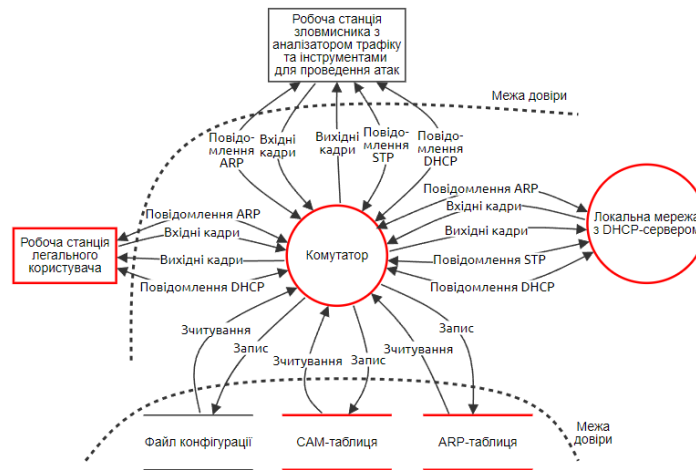 Робоча станція
зловмисника з
аналізатором трафіку
та інструментами
для проведення атак
Межа довіри
Повідо-
млення
ARP
Вхідні
кадри
Вихідні
кадри
Повідо-
млення
STP
Повідо-
млення
DHCP
Робоча станція
легального
користувача
Повідомлення ARP
Вхідні кадри
Вихідні кадри
Повідомлення DHCP
Комутатор
Повідомлення ARP
Вхідні кадри
Вихідні кадри
Повідомлення STP
Повідомлення DHCP
Локальна мережа
з DHCP-сервером
Зчитування
Запис
Зчитування
Запис
Зчитування
Запис
Файл конфігурації
CAM-таблиця
ARP-таблиця
Межа
довіри